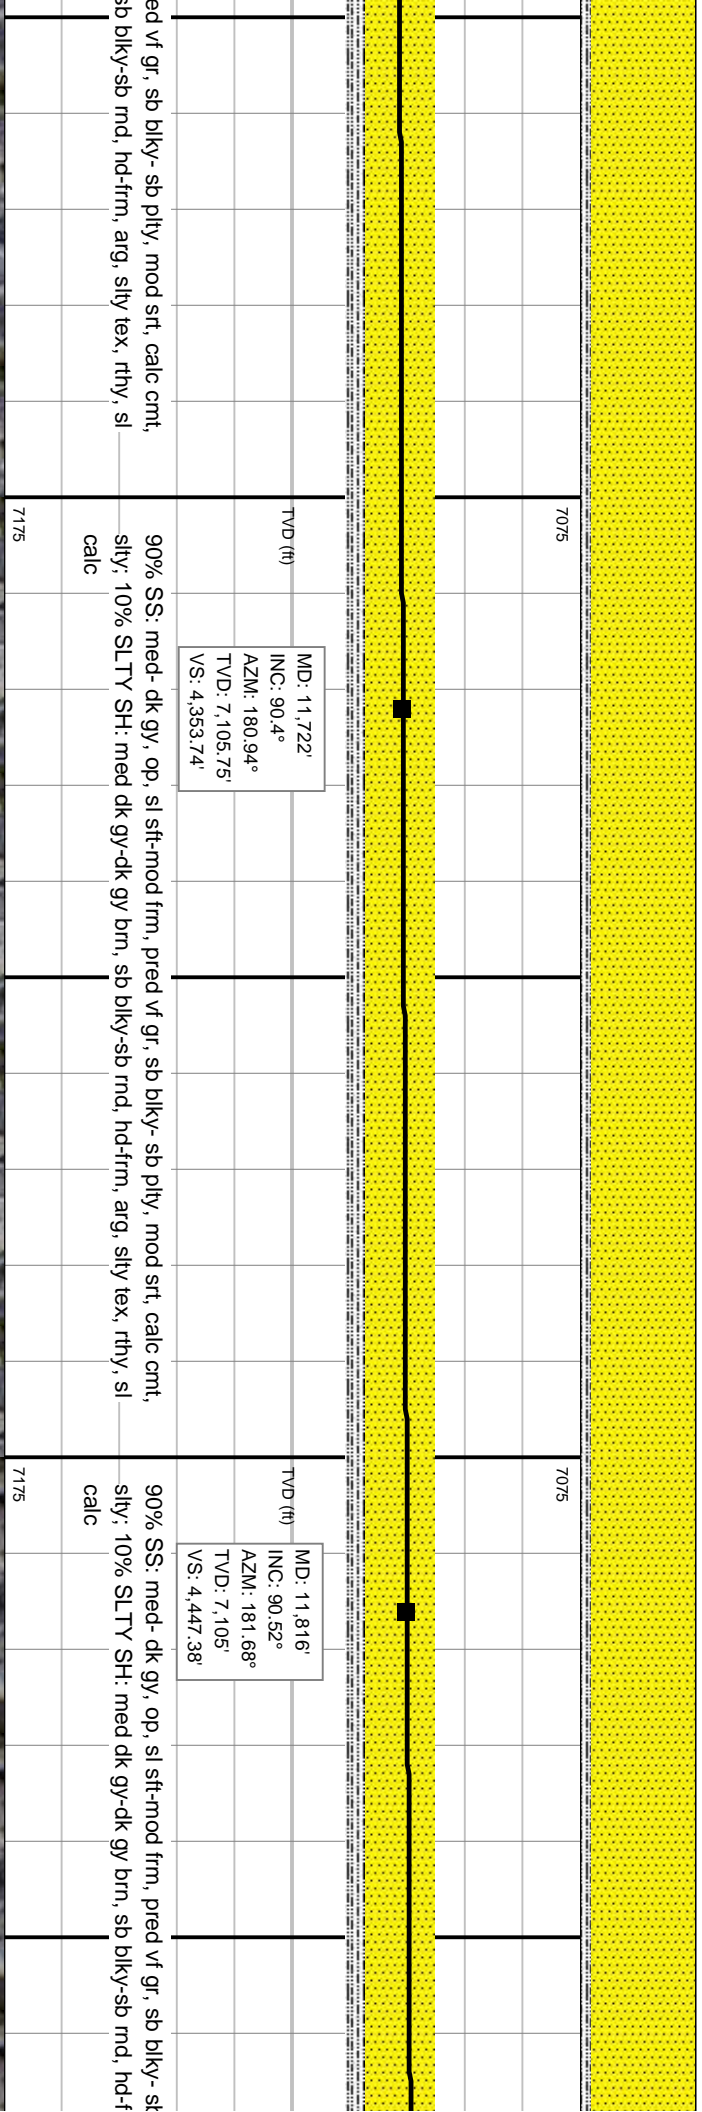 ed vf gr, sb blky- sb plty, mod srt, calc cmt,
sb blky-sb rnd, hd-frm, arg, slty tex, rthy, sl
7075
TVD (ft)
7175
90% SS: med- dk gy, op, sl sft-mod frm, pred vf gr, sb blky- sb plty, mod srt, calc cmt,
slty; 10% SLTY SH: med dk gy-dk gy brn, sb blky-sb rnd, hd-frm, arg, slty tex, rthy, sl
calc
MD: 11,722'
INC: 90.4°
AZM: 180.94°
TVD: 7,105.75'
VS: 4,353.74'
7075
TVD (ft)
7175
90% SS: med- dk gy, op, sl sft-mod frm, pred vf gr, sb blky- sb
slty; 10% SLTY SH: med dk gy-dk gy brn, sb blky-sb rnd, hd-f
calc
MD: 11,816'
INC: 90.52°
AZM: 181.68°
TVD: 7,105'
VS: 4,447.38'